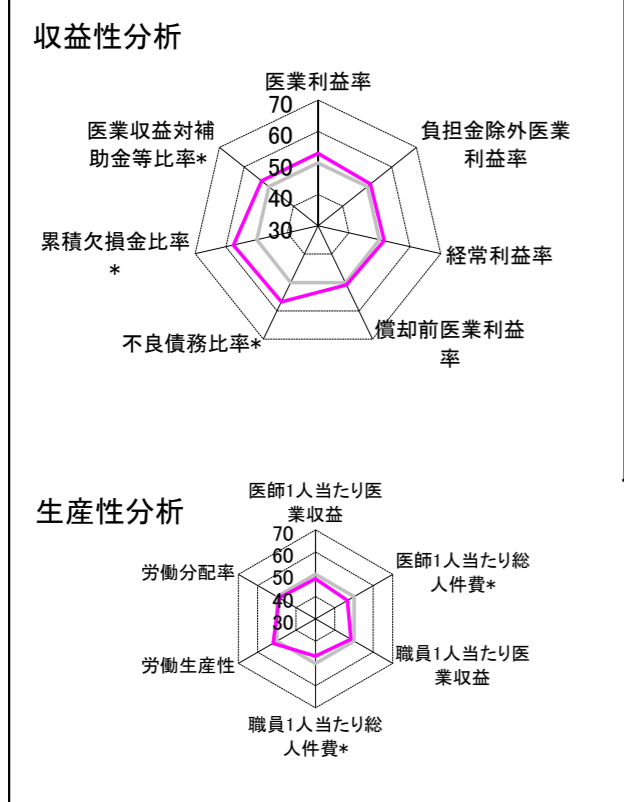 収益性分析
医業利益率
70
60
50
40
30
負担金除外医業
利益率
経常利益率
償却前医業利益
率
不良債務比率*
累積欠損金比率
*
医業収益対補
助金等比率*
生産性分析
医師1人当たり医
業収益
70
60
50
40
30
医師1人当たり総
人件費*
職員1人当たり医
業収益
職員1人当たり総
人件費*
労働生産性
労働分配率